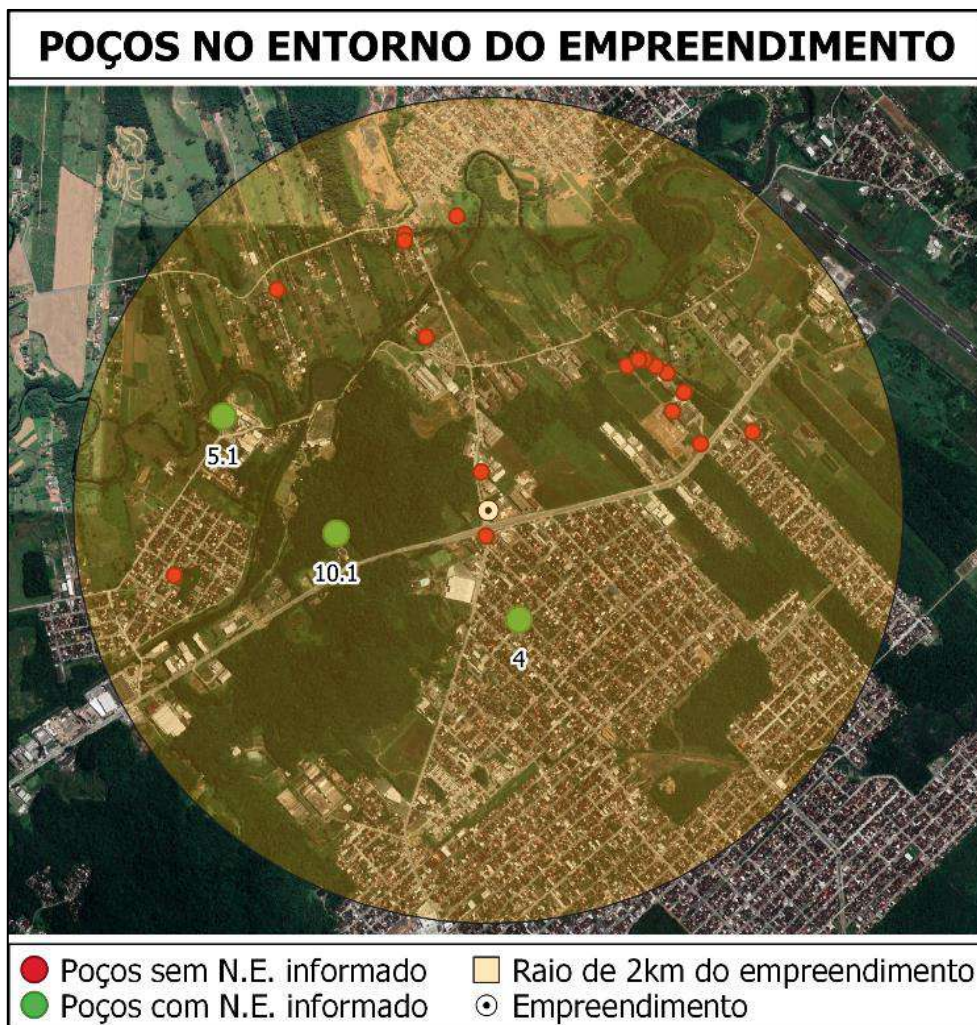 POÇOS NO ENTORNO DO EMPREENDIMENTO
5.1
10.1
4
Poços sem N.E. informado
Raio de 2km do empreendimento
Poços com N.E. informado
Empreendimento